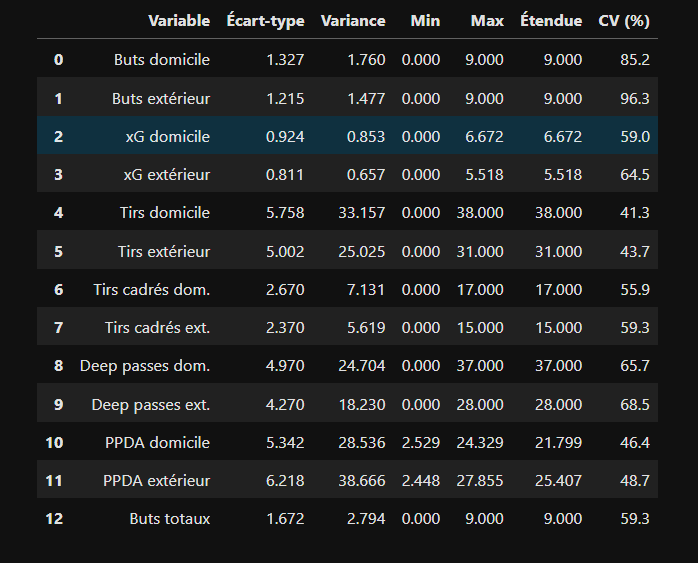 Variable Écart-type Variance Min Max Étendue CV (%)
0 Buts domicile 1.327 1.760 0.000 9.000 9.000 85.2
1 Buts extérieur 1.215 1.477 0.000 9.000 9.000 96.3
2 xG domicile 0.924 0.853 0.000 6.672 6.672 59.0
3 xG extérieur 0.811 0.657 0.000 5.518 5.518 64.5
4 Tirs domicile 5.758 33.157 0.000 38.000 38.000 41.3
5 Tirs extérieur 5.002 25.025 0.000 31.000 31.000 43.7
6 Tirs cadrés dom. 2.670 7.131 0.000 17.000 17.000 55.9
7 Tirs cadrés ext. 2.370 5.619 0.000 15.000 15.000 59.3
8 Deep passes dom. 4.970 24.704 0.000 37.000 37.000 65.7
9 Deep passes ext. 4.270 18.230 0.000 28.000 28.000 68.5
10 PPDA domicile 5.342 28.536 2.529 24.329 21.799 46.4
11 PPDA extérieur 6.218 38.666 2.448 27.855 25.407 48.7
12 Buts totaux 1.672 2.794 0.000 9.000 9.000 59.3